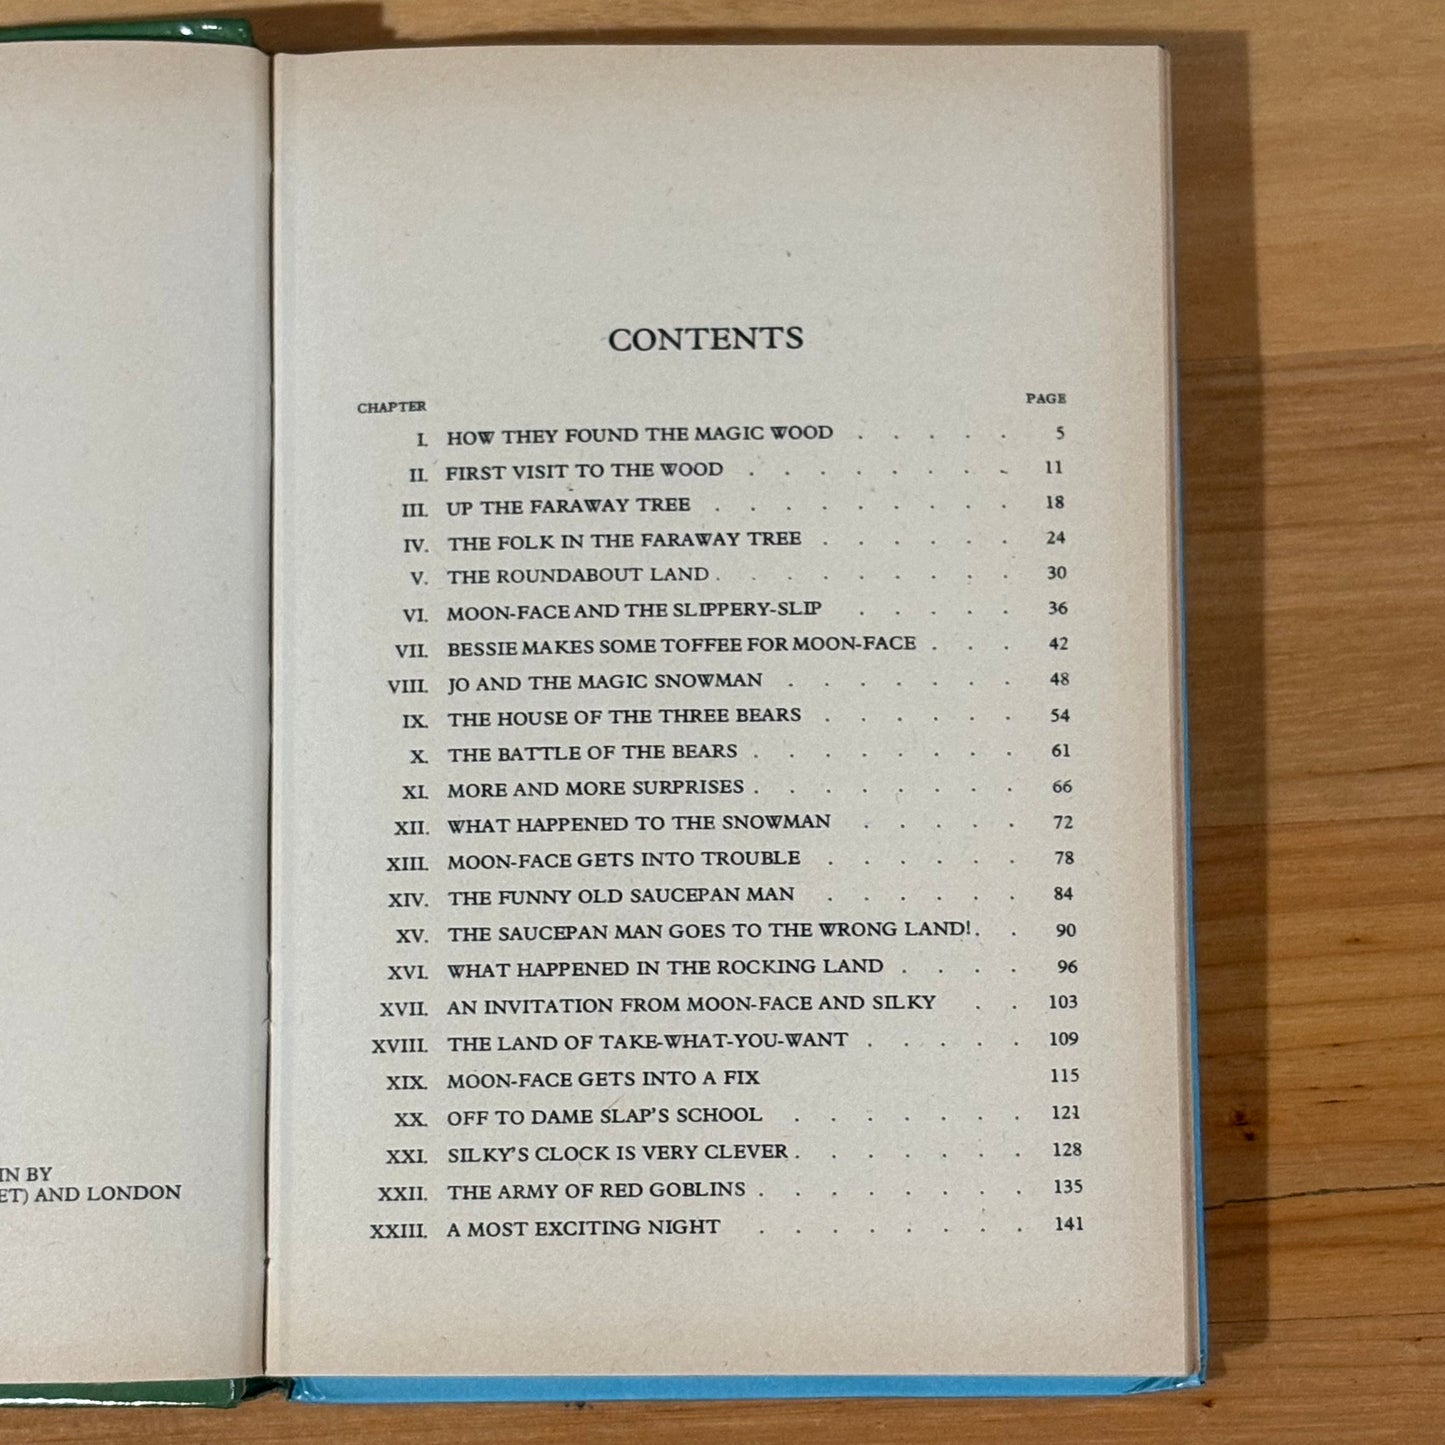 IN BY
ET) AND LONDON
CONTENTS
CHAPTER PAGE
I. HOW THEY FOUND THE MAGIC WOOD . . . . . 5
II. FIRST VISIT TO THE WOOD . . . . . . . . 11
III. UP THE FARAWAY TREE . . . . . . . . . 18
IV. THE FOLK IN THE FARAWAY TREE . . . . . . 24
V. THE ROUNDABOUT LAND . . . . . . . . . 30
VI. MOON-FACE AND THE SLIPPERY-SLIP . . . . . 36
VII. BESSIE MAKES SOME TOFFEE FOR MOON-FACE . . . 42
VIII. JO AND THE MAGIC SNOWMAN . . . . . . . 48
IX. THE HOUSE OF THE THREE BEARS . . . . . . 54
X. THE BATTLE OF THE BEARS . . . . . . . . 61
XI. MORE AND MORE SURPRISES . . . . . . . . 66
XII. WHAT HAPPENED TO THE SNOWMAN . . . . . 72
XIII. MOON-FACE GETS INTO TROUBLE . . . . . . 78
XIV. THE FUNNY OLD SAUCEPAN MAN . . . . . . 84
XV. THE SAUCEPAN MAN GOES TO THE WRONG LAND! . . 90
XVI. WHAT HAPPENED IN THE ROCKING LAND . . . . 96
XVII. AN INVITATION FROM MOON-FACE AND SILKY . . 103
XVIII. THE LAND OF TAKE-WHAT-YOU-WANT . . . . . 109
XIX. MOON-FACE GETS INTO A FIX 115
XX. OFF TO DAME SLAP'S SCHOOL . . . . . . . 121
XXI. SILKY'S CLOCK IS VERY CLEVER . . . . . . . 128
XXII. THE ARMY OF RED GOBLINS . . . . . . . . 135
XXIII. A MOST EXCITING NIGHT . . . . . . . . 141